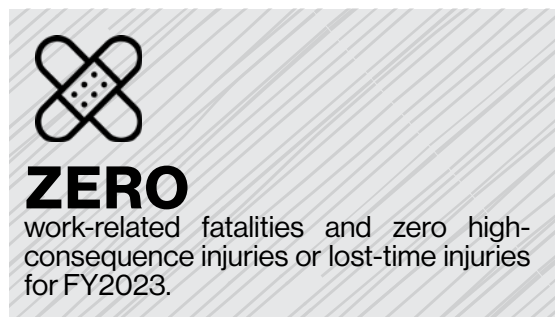 ZERO
work-related fatalities and zero high-
consequence injuries or lost-time injuries
for FY2023.